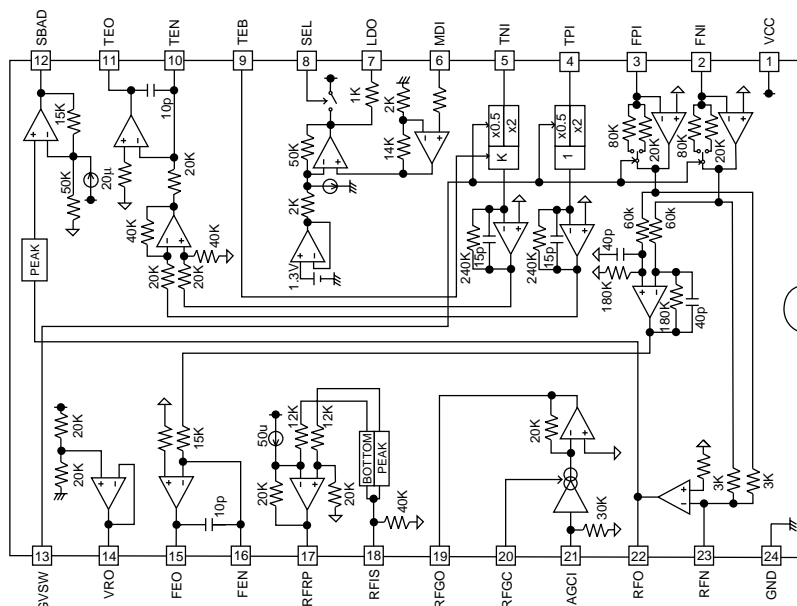 SBAD
TEO
TEN
TEB
SEL
LDO
MDI
TNI
TPI
FPI
FNI
VCC
12
11
10
9
8
7
6
5
4
3
2
1
15K
50K
20µ
10p
20K
40K
40K
20K
20K
PEAK
1K
50K
2K
1.3V
2K
14K
x0.5
x2
K
x0.5
x2
1
240K
15p
240K
15p
80K
20K
80K
20K
60k
60k
40p
180K
180K
40p
20K
20K
15K
10p
50u
12K
12K
20K
20K
BOTTOM
PEAK
40K
20K
30K
3K
3K
13
14
15
16
17
18
19
20
21
22
23
24
GVSW
VRO
FEO
FEN
RFRP
RFIS
RFGO
RFGC
AGCI
RFO
RFN
GND